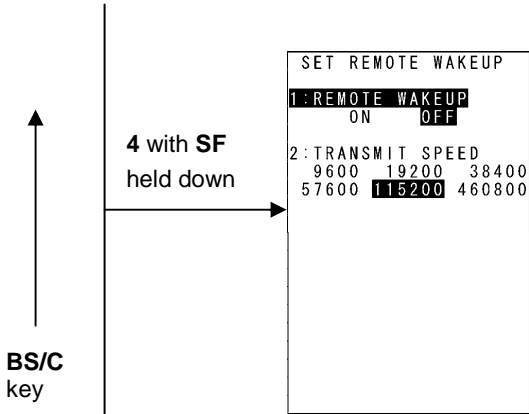 SET REMOTE WAKEUP
1:REMOTE WAKEUP
ON OFF
2:TRANSMIT SPEED
9600 19200 38400
57600 115200 460800
4 with SF
held down
BS/C
key